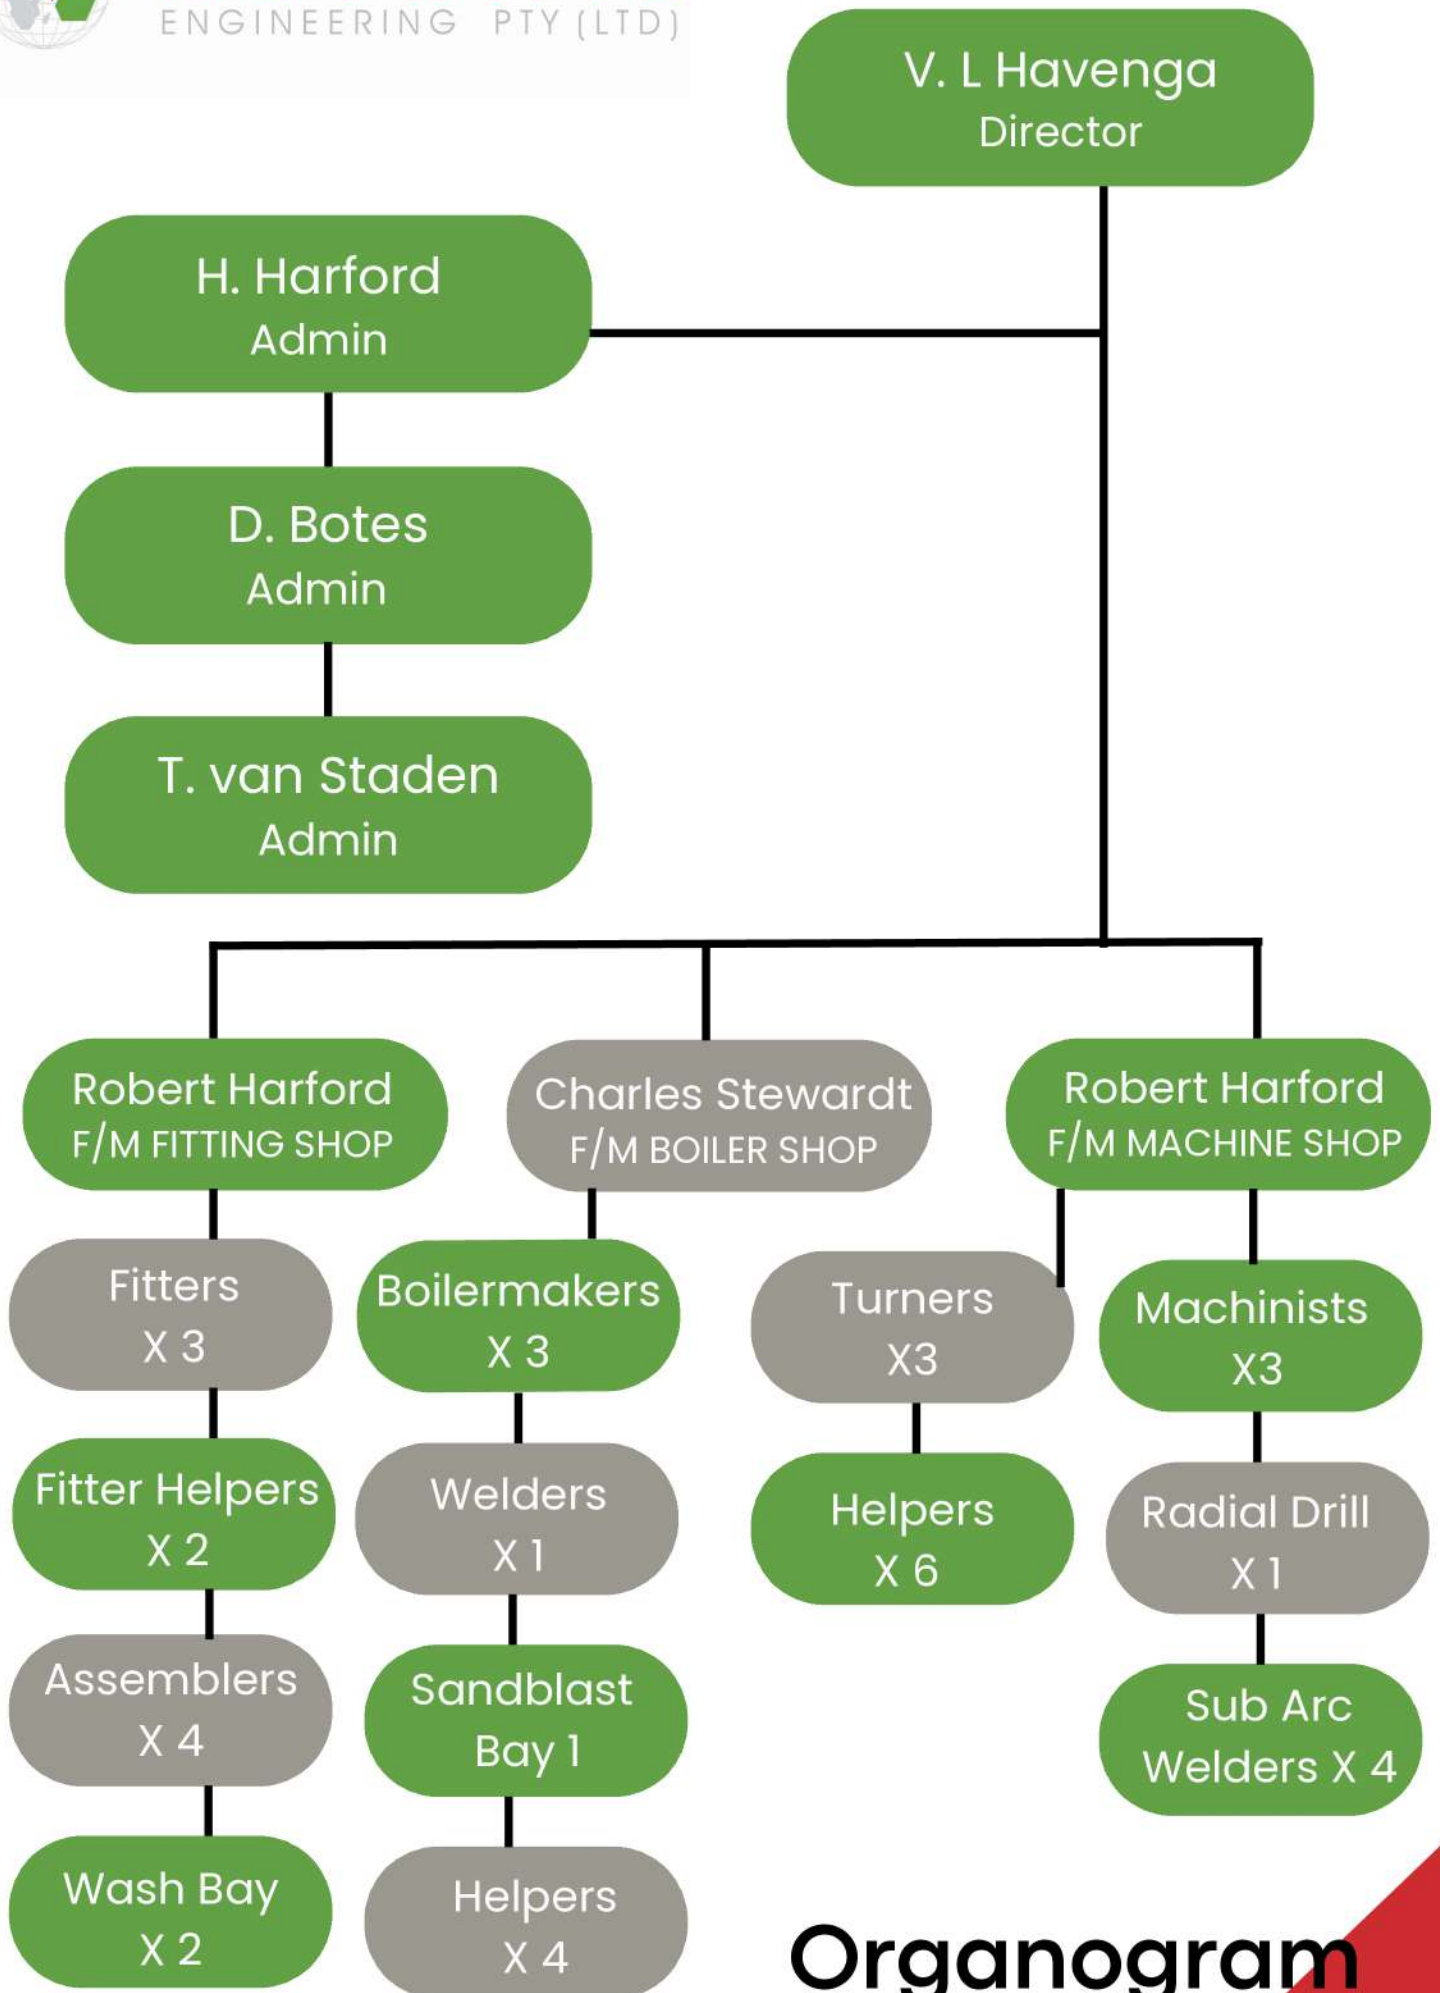 ENGINEERING PTY (LTD)
V. L Havenga
Director
H. Harford
Admin
D. Botes
Admin
T. van Staden
Admin
Robert Harford
F/M FITTING SHOP
Charles Stewardt
F/M BOILER SHOP
Robert Harford
F/M MACHINE SHOP
Fitters
X 3
Boilermakers
X 3
Turners
X3
Machinists
X3
Fitter Helpers
X 2
Welders
X 1
Helpers
X 6
Radial Drill
X 1
Assemblers
X 4
Sandblast
Bay 1
Sub Arc
Welders X 4
Wash Bay
X 2
Helpers
X 4
Organogram